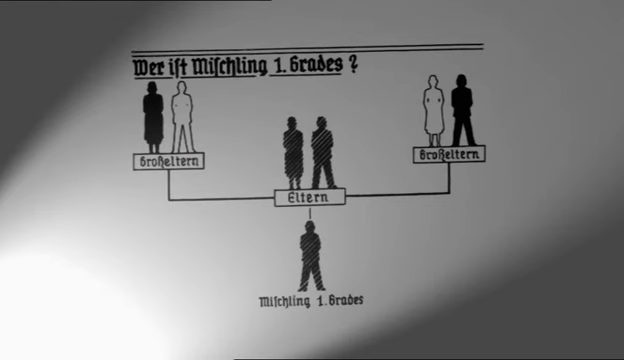 Wer iſt Miſchling 1. Grades ?
Großeltern
Großeltern
Eltern
Miſchling 1. Grades